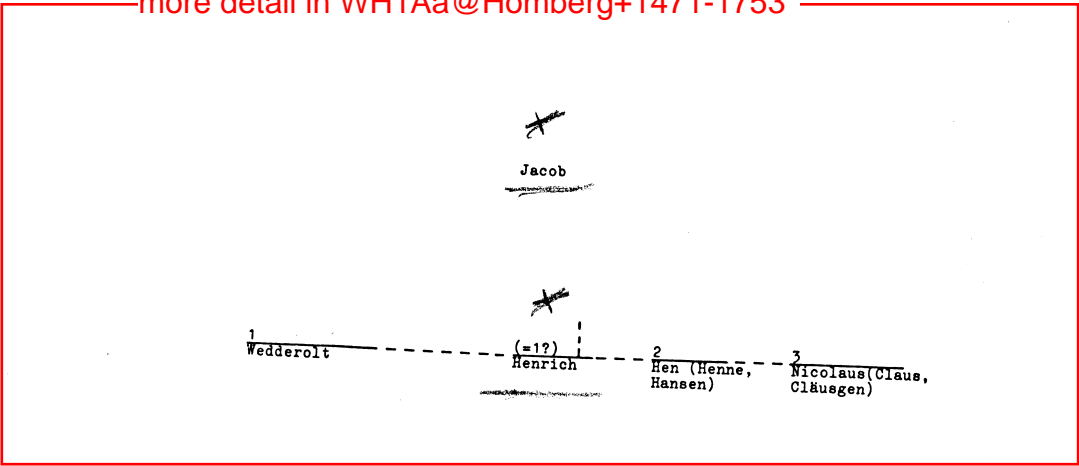 more detail in WH1Aa@Homberg+1471-1753
Jacob
1
Wedderolt
(=1?)
Henrich
2
Hen (Henne,
Hansen)
3
Nicolaus(Claus,
Cläusgen)